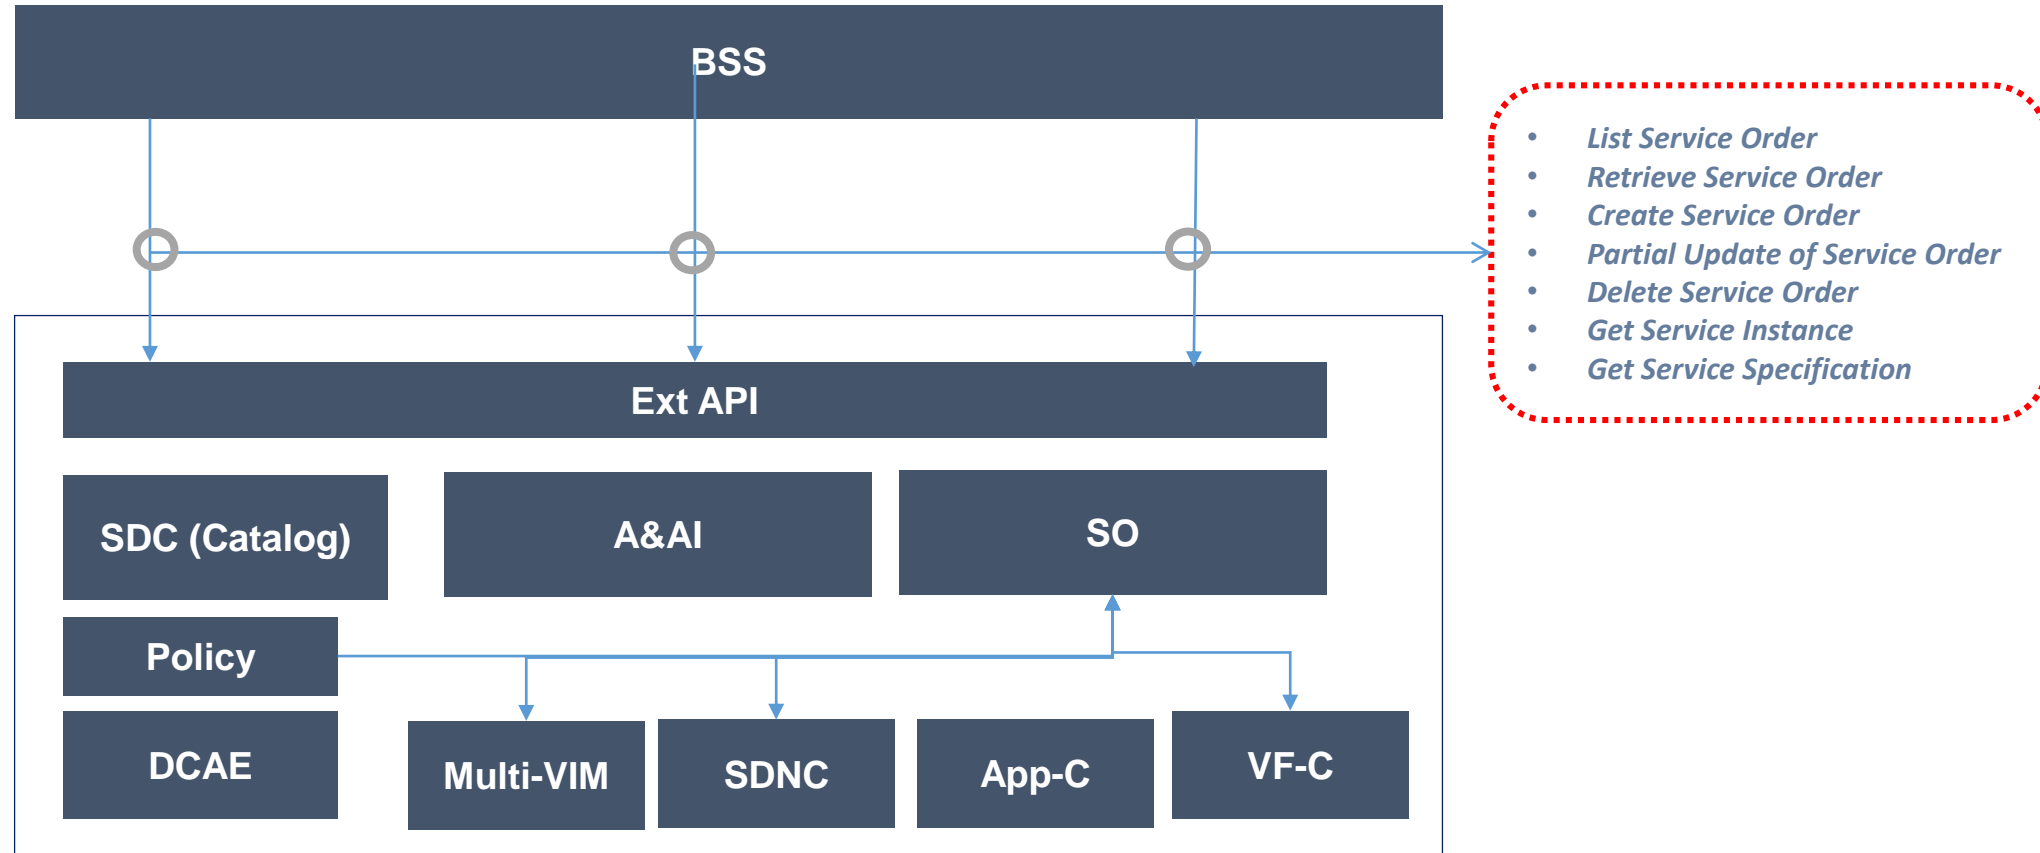 BSS
• List Service Order
• Retrieve Service Order
• Create Service Order
• Partial Update of Service Order
• Delete Service Order
• Get Service Instance
• Get Service Specification
Ext API
SDC (Catalog)
A&AI
SO
Policy
DCAE
Multi-VIM
SDNC
App-C
VF-C